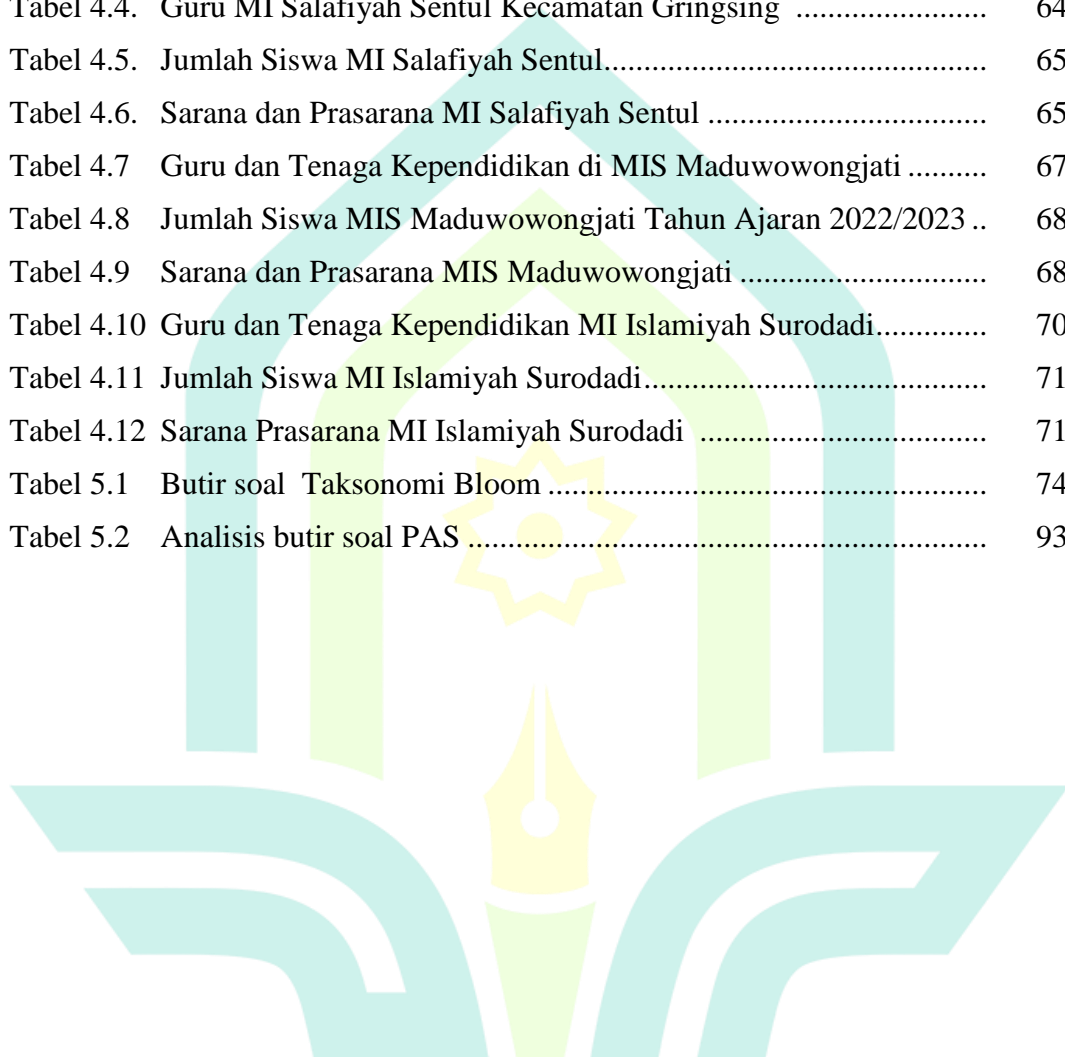 Tabel 4.4. Guru MI Salafiyah Sentul Kecamatan Gringsing ...................... 64
Tabel 4.5. Jumlah Siswa MI Salafiyah Sentul............................................ 65
Tabel 4.6. Sarana dan Prasarana MI Salafiyah Sentul ................................ 65
Tabel 4.7 Guru dan Tenaga Kependidikan di MIS Maduwowongjati .......... 67
Tabel 4.8 Jumlah Siswa MIS Maduwowongjati Tahun Ajaran 2022/2023 .. 68
Tabel 4.9 Sarana dan Prasarana MIS Maduwowongjati ............................ 68
Tabel 4.10 Guru dan Tenaga Kependidikan MI Islamiyah Surodadi............. 70
Tabel 4.11 Jumlah Siswa MI Islamiyah Surodadi ....................................... 71
Tabel 4.12 Sarana Prasarana MI Islamiyah Surodadi ................................. 71
Tabel 5.1 Butir soal Taksonomi Bloom .................................................. 74
Tabel 5.2 Analisis butir soal PAS ........................................................... 93